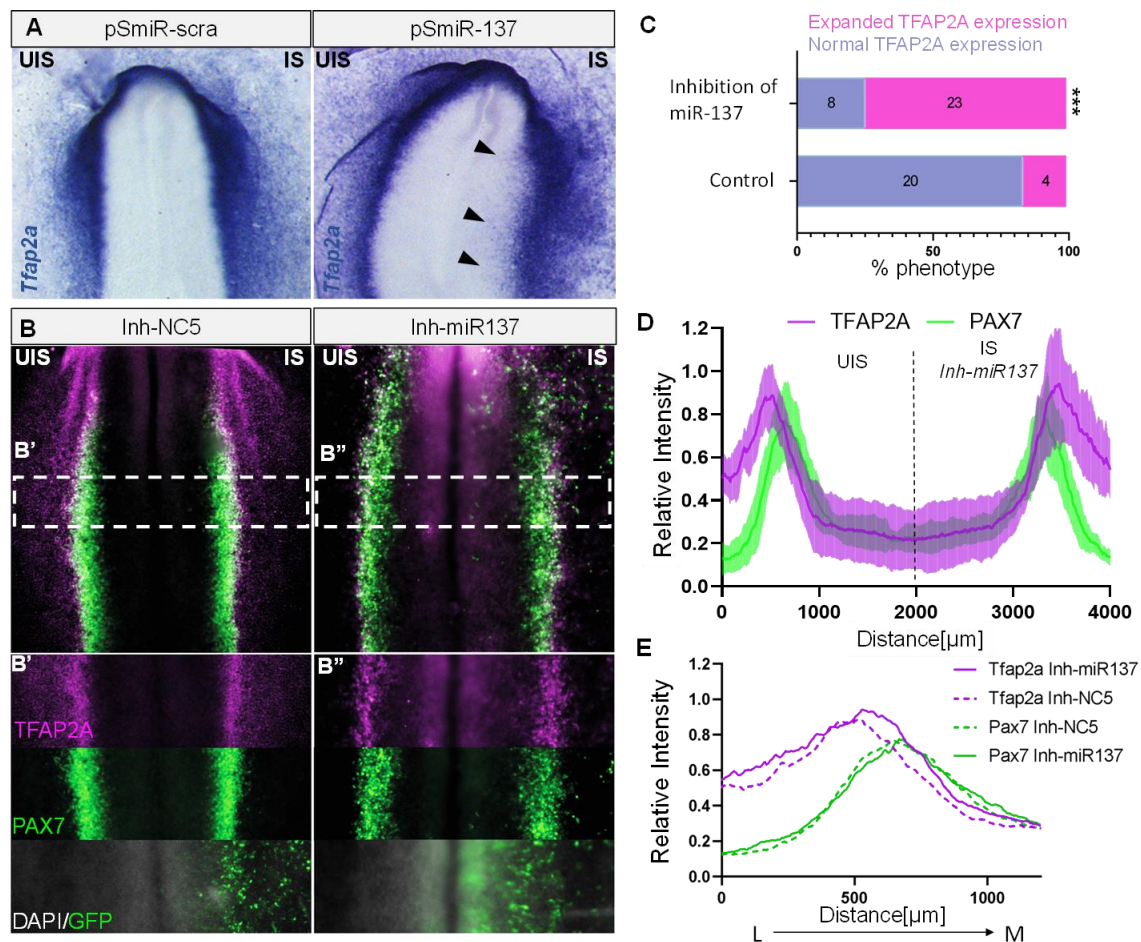 A
pSmiR-scra
pSmiR-137
UIS
IS
UIS
IS
Tfap2a
Tfap2a
B
Inh-NC5
Inh-miR137
UIS
IS
UIS
IS
B'
B"
B'
B"
TFAP2A
PAX7
DAPI/GFP
C
Expanded TFAP2A expression
Normal TFAP2A expression
Inhibition of
miR-137
8
23
***
Control
20
4
0
50
100
% phenotype
D
TFAP2A
PAX7
UIS
IS
Inh-miR137
Relative Intensity
1.2
1.0
0.8
0.6
0.4
0.2
0.0
0
1000
2000
3000
4000
Distance[µm]
E
Tfap2a Inh-miR137
Tfap2a Inh-NC5
Pax7 Inh-NC5
Pax7 Inh-miR137
Relative Intensity
1.2
1.0
0.8
0.6
0.4
0.2
0.0
0
500
1000
Distance[µm]
L
M